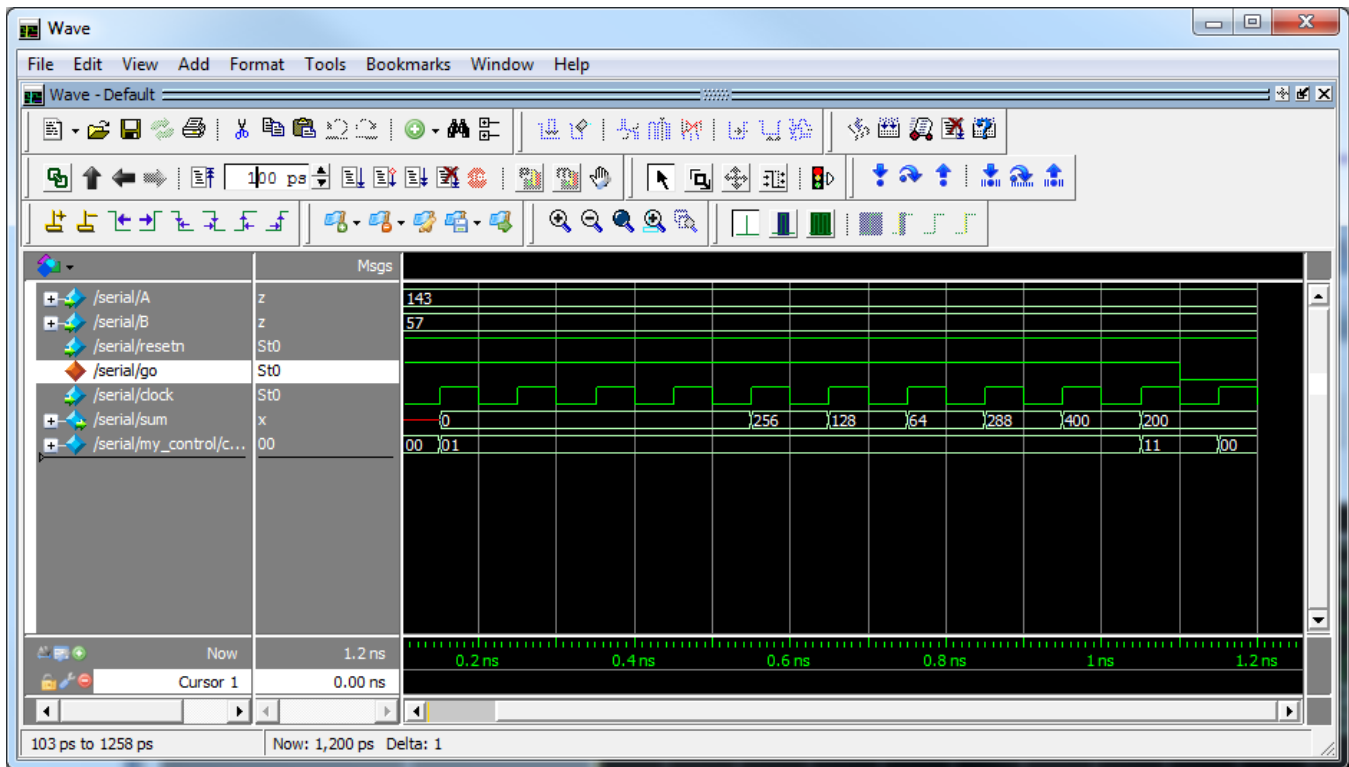 Wave
File Edit View Add Format Tools Bookmarks Window Help
Wave - Default
100 ps
Msgs
/serial/A z 143
/serial/B z 57
/serial/resetn St0
/serial/go St0
/serial/clock St0
/serial/sum x 0 256 128 64 288 400 200
/serial/my_control/c... 00 00 01 11 00
Now 1.2 ns 0.2 ns 0.4 ns 0.6 ns 0.8 ns 1 ns 1.2 ns
Cursor 1 0.00 ns
103 ps to 1258 ps Now: 1,200 ps Delta: 1